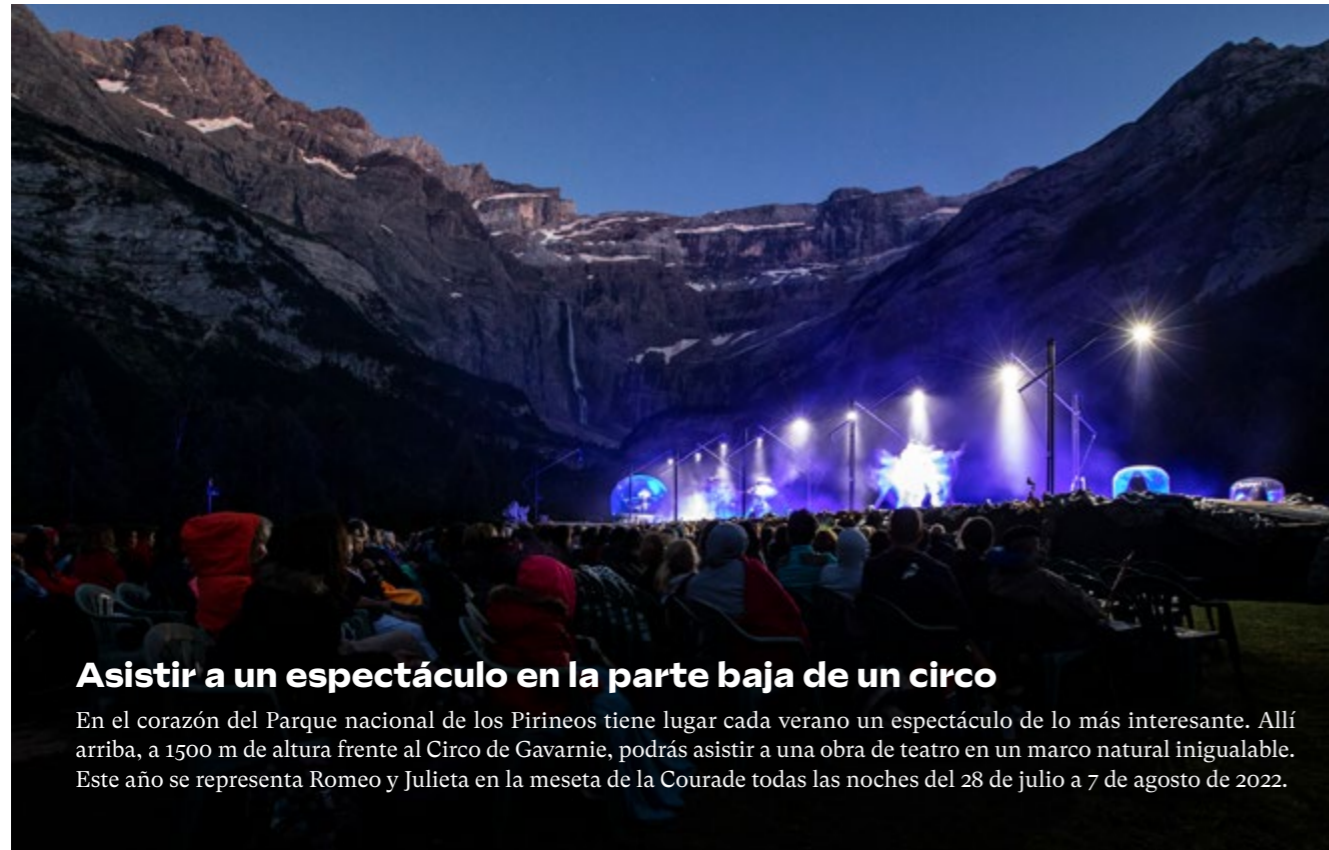 Asistir a un espectáculo en la parte baja de un circo
En el corazón del Parque nacional de los Pirineos tiene lugar cada verano un espectáculo de lo más interesante. Allí
arriba, a 1500 m de altura frente al Circo de Gavarnie, podrás asistir a una obra de teatro en un marco natural inigualable.
Este año se representa Romeo y Julieta en la meseta de la Courade todas las noches del 28 de julio a 7 de agosto de 2022.